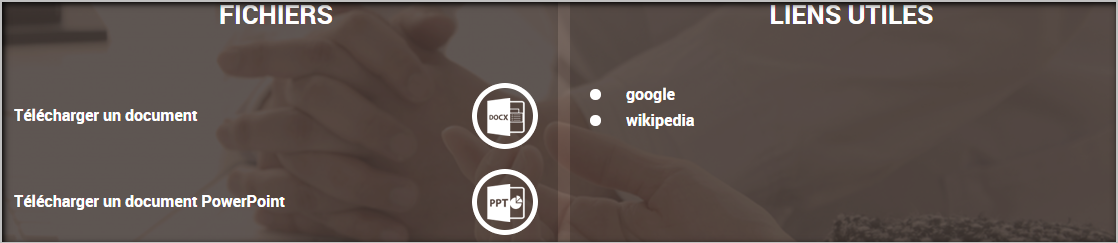 FICHIERS
Télécharger un document
DOCX
Télécharger un document PowerPoint
PPT
LIENS UTILES
google
wikipedia